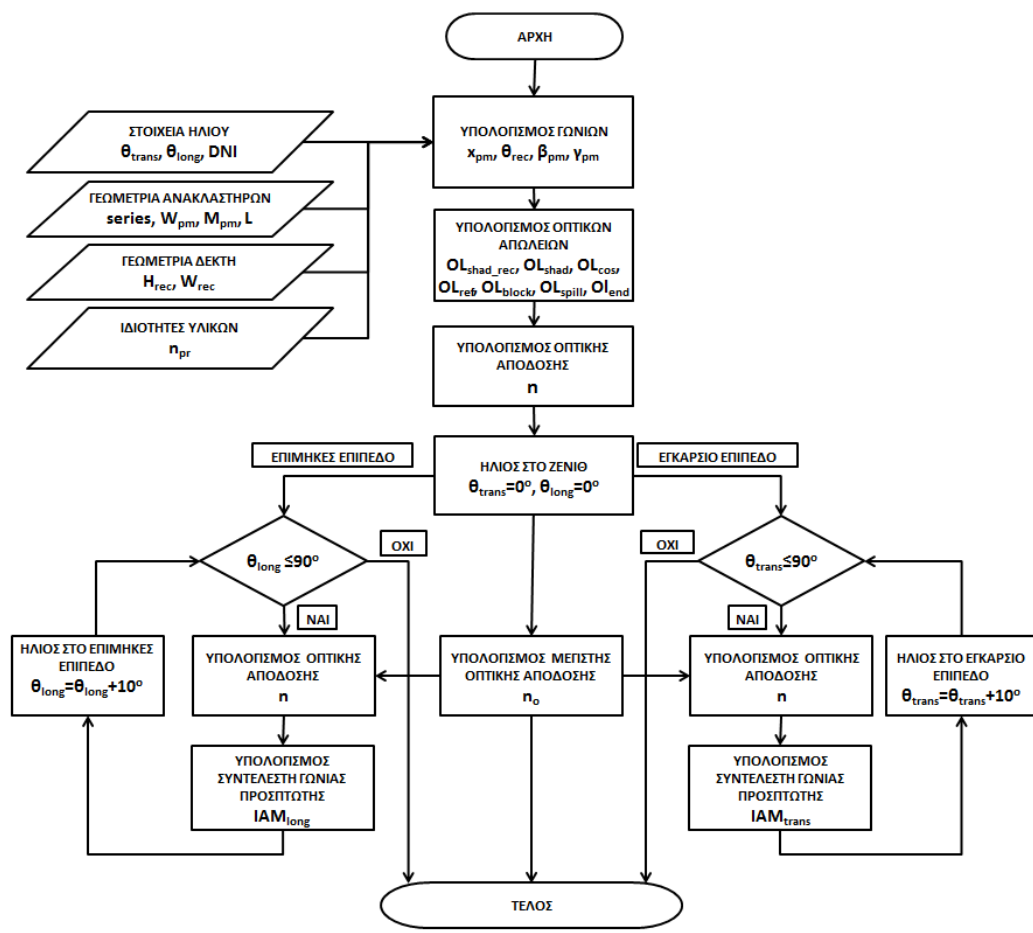 ΑΡΧΗ
ΣΤΟΙΧΕΙΑ ΗΛΙΟΥ
θtrans, θlong, DNI
ΓΕΩΜΕΤΡΙΑ ΑΝΑΚΛΑΣΤΗΡΩΝ
series, Wpm, Mpm, L
ΓΕΩΜΕΤΡΙΑ ΔΕΚΤΗ
Hrec, Wrec
ΙΔΙΟΤΗΤΕΣ ΥΛΙΚΩΝ
npr
ΥΠΟΛΟΓΙΣΜΟΣ ΓΩΝΙΩΝ
xpm, θrec, βpm, γpm
ΥΠΟΛΟΓΙΣΜΟΣ ΟΠΤΙΚΩΝ
ΑΠΩΛΕΙΩΝ
OLshad_rec, OLshad, OLcos,
OLref, OLblock, OLspill, Olend
ΥΠΟΛΟΓΙΣΜΟΣ ΟΠΤΙΚΗΣ
ΑΠΟΔΟΣΗΣ
n
ΗΛΙΟΣ ΣΤΟ ΖΕΝΙΘ
θtrans=0°, θlong=0°
ΕΠΙΜΗΚΕΣ ΕΠΙΠΕΔΟ
ΕΓΚΑΡΣΙΟ ΕΠΙΠΕΔΟ
θlong ≤90°
ΟΧΙ
ΝΑΙ
ΟΧΙ
θtrans≤90°
ΝΑΙ
ΗΛΙΟΣ ΣΤΟ ΕΠΙΜΗΚΕΣ
ΕΠΙΠΕΔΟ
θlong=θlong+10°
ΥΠΟΛΟΓΙΣΜΟΣ ΟΠΤΙΚΗΣ
ΑΠΟΔΟΣΗΣ
n
ΥΠΟΛΟΓΙΣΜΟΣ ΜΕΓΙΣΤΗΣ
ΟΠΤΙΚΗΣ ΑΠΟΔΟΣΗΣ
no
ΥΠΟΛΟΓΙΣΜΟΣ ΟΠΤΙΚΗΣ
ΑΠΟΔΟΣΗΣ
n
ΗΛΙΟΣ ΣΤΟ ΕΓΚΑΡΣΙΟ
ΕΠΙΠΕΔΟ
θtrans=θtrans+10°
ΥΠΟΛΟΓΙΣΜΟΣ
ΣΥΝΤΕΛΕΣΤΗ ΓΩΝΙΑΣ
ΠΡΟΣΠΤΩΤΗΣ
IAMlong
ΥΠΟΛΟΓΙΣΜΟΣ
ΣΥΝΤΕΛΕΣΤΗ ΓΩΝΙΑΣ
ΠΡΟΣΠΤΩΤΗΣ
IAMtrans
ΤΕΛΟΣ